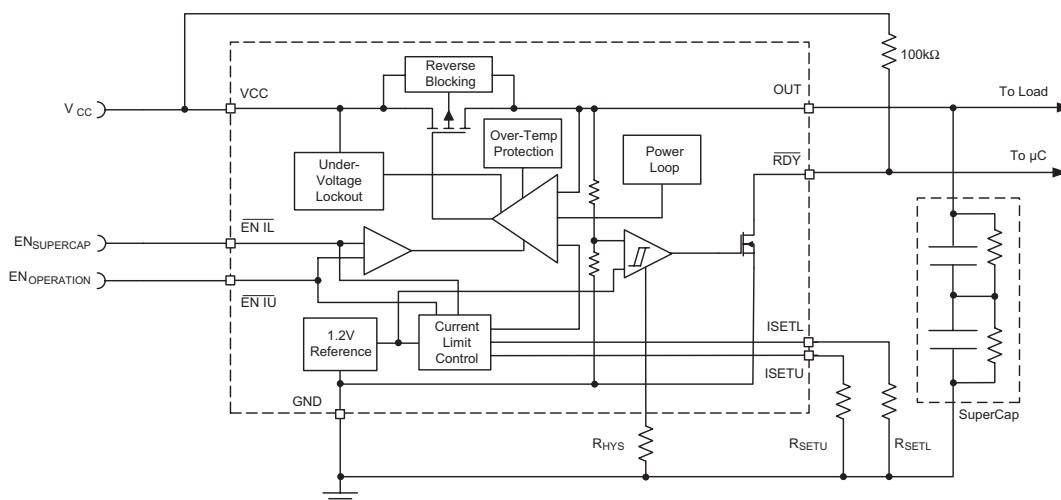 Reverse
Blocking
100kΩ
VCC
OUT
V CC
To Load
Over-Temp
Protection
Power
Loop
RDY
To µC
Under-
Voltage
Lockout
EN IL
ENSUPERCAP
ENOPERATION
EN IU
1.2V
Reference
Current
Limit
Control
ISETL
ISETU
GND
SuperCap
RHYS
RSETU
RSETL